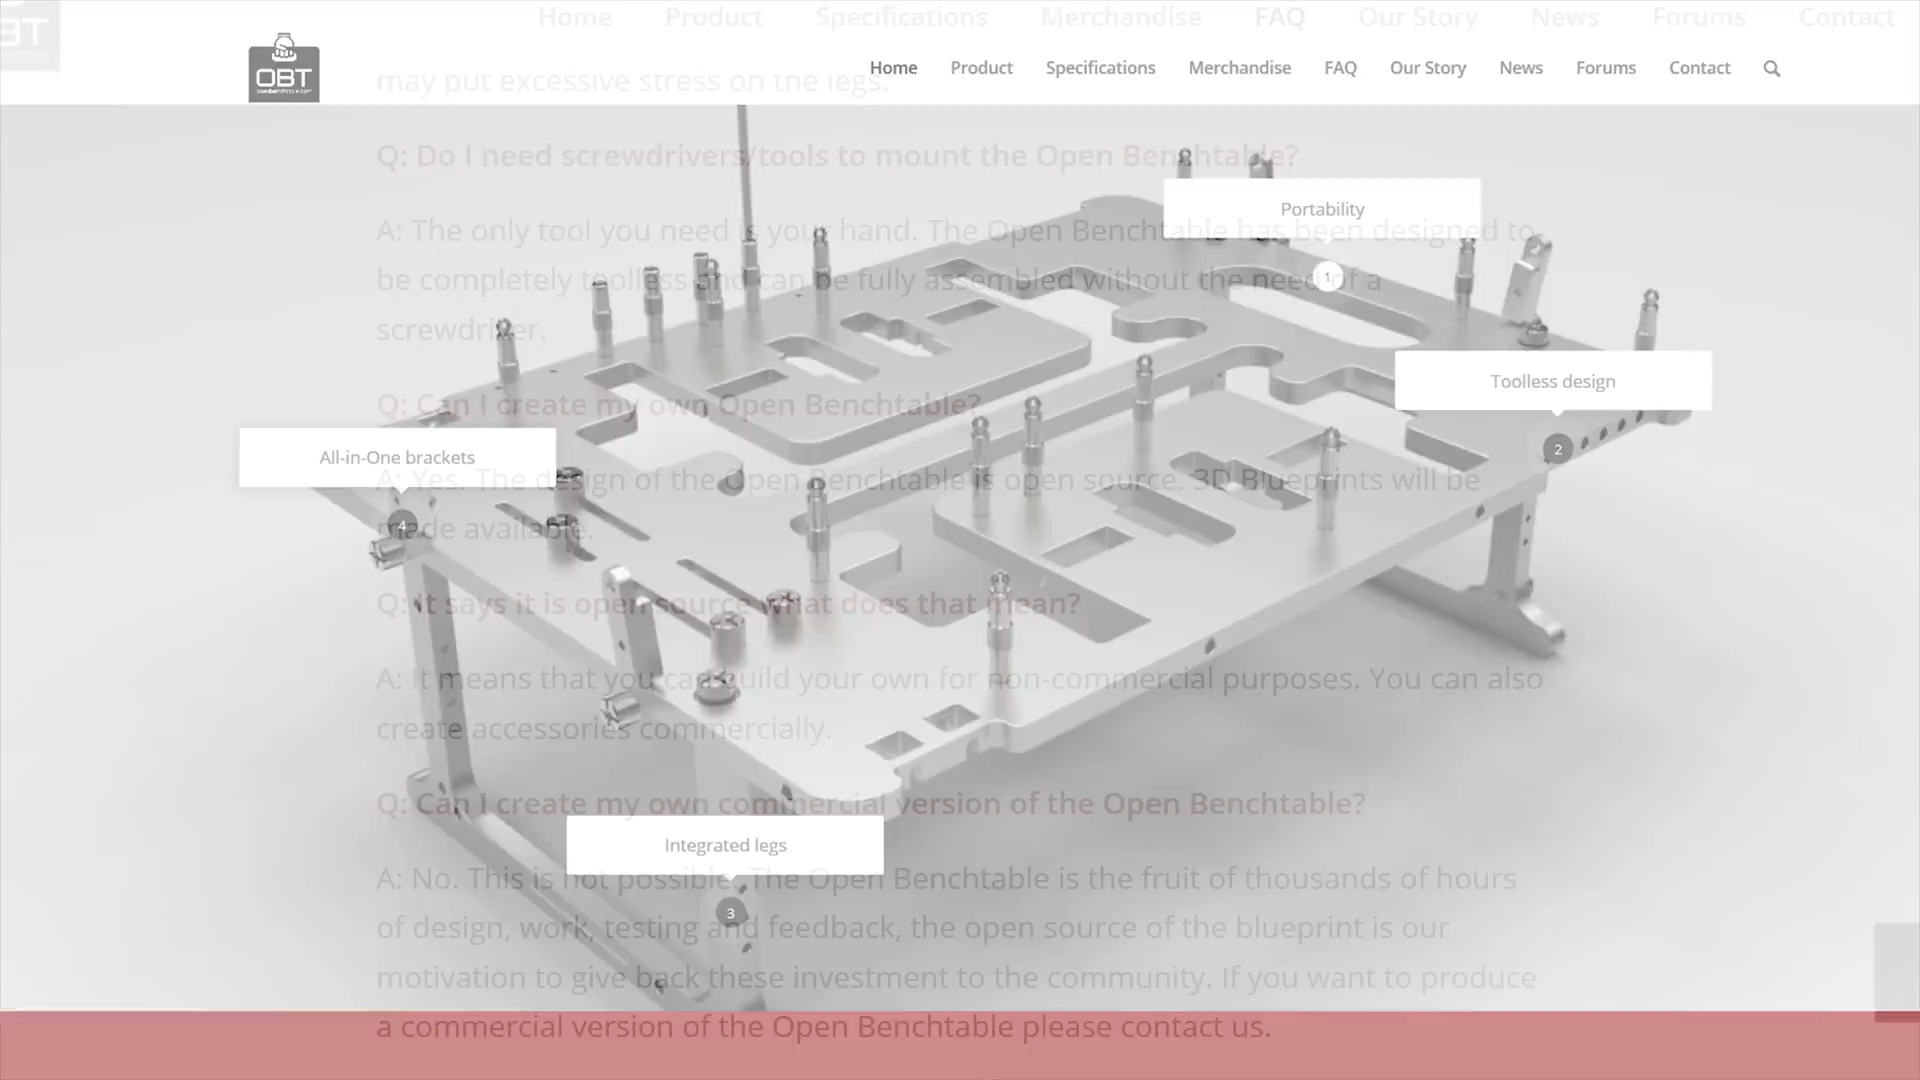 Home Product Specifications Merchandise FAQ Our Story News Forums Contact
BT
OBT
Home Product Specifications Merchandise FAQ Our Story News Forums Contact
may put excessive stress on the legs.
Q: Do I need screwdrivers/tools to mount the Open Benchtable?
Portability
A: The only tool you need is your hand. The Open Benchtable has been designed to
be completely toolless and can be fully assembled without the need of a
1
screwdriver.
Toolless design
2
Q: Can I create my own Open Benchtable?
All-in-One brackets
4
A: Yes. The design of the open benchtable is open source. 3D Blueprints will be
made available.
Q: It says it is open source what does that mean?
A: It means that you can build your own for non-commercial purposes. You can also
create accessories commercially.
Q: Can I create my own commercial version of the Open Benchtable?
Integrated legs
3
A: No. This is not possible. The Open Benchtable is the fruit of thousands of hours
of design, work, testing and feedback, the open source of the blueprint is our
motivation to give back these investment to the community. If you want to produce
a commercial version of the Open Benchtable please contact us.